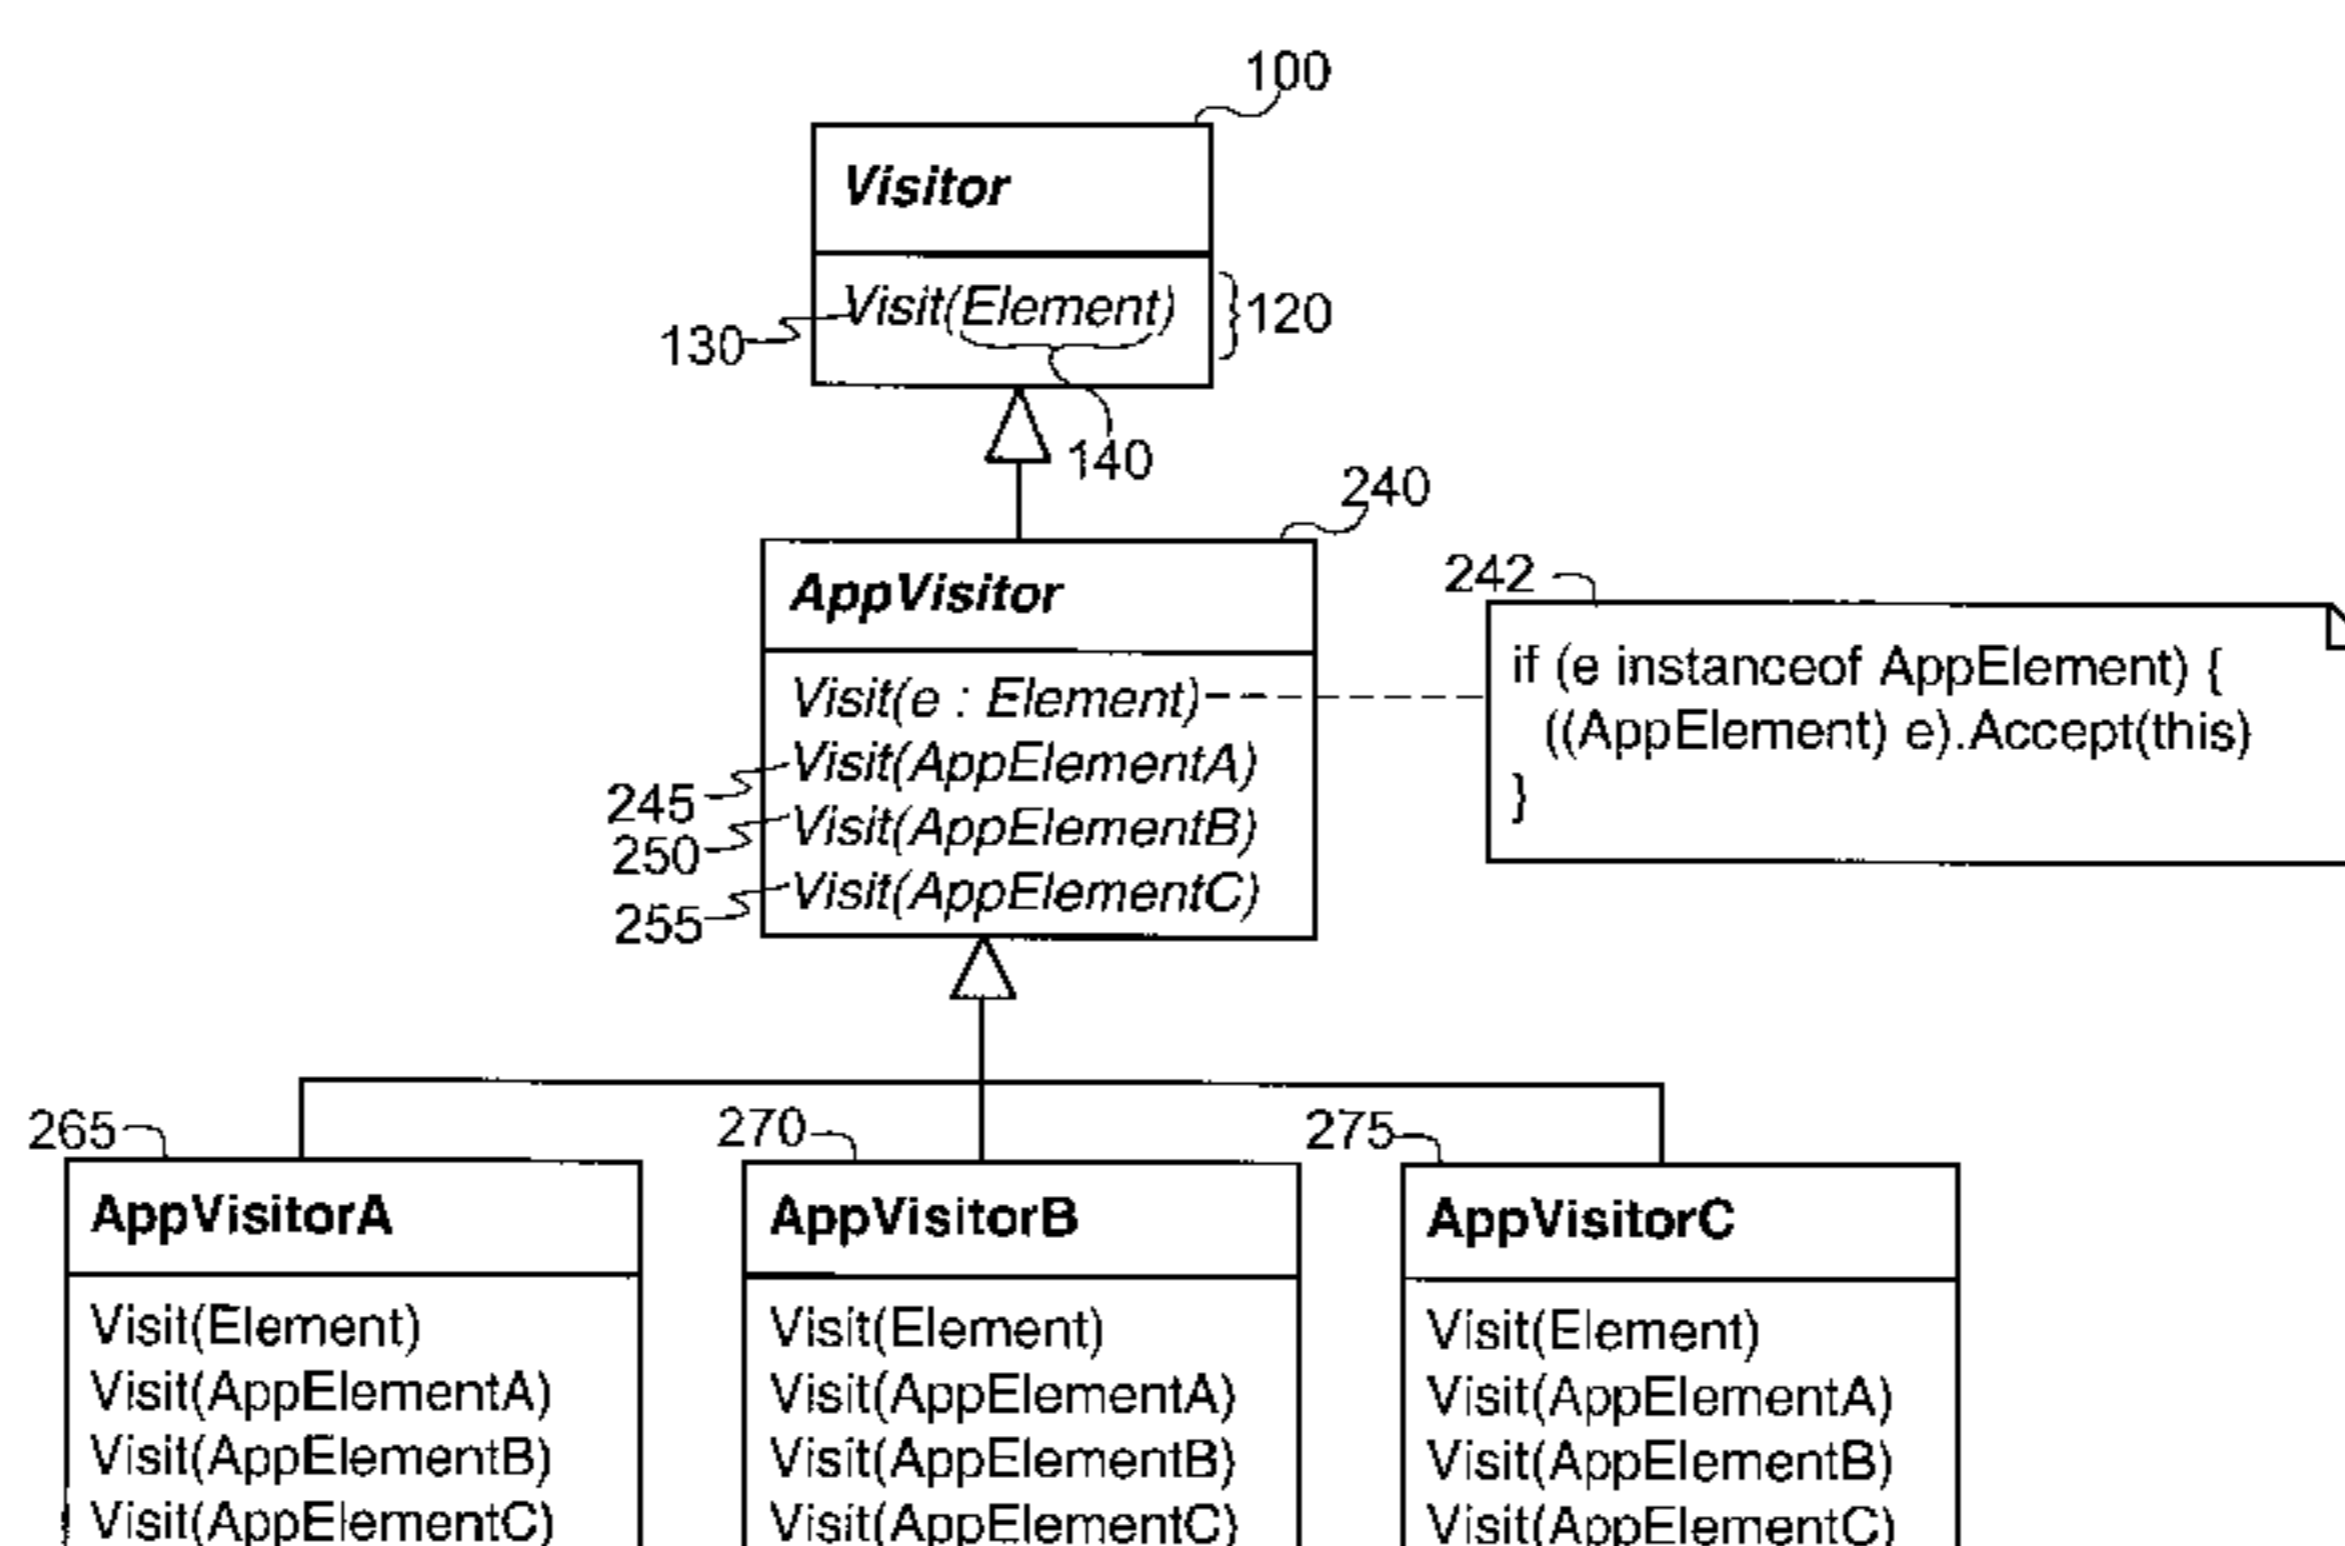 100
Visitor
Visit(Element)
120
130
140
240
AppVisitor
242
Visit(e : Element)
Visit(AppElementA)
Visit(AppElementB)
Visit(AppElementC)
245
250
255
if (e instanceof AppElement) {
((AppElement) e).Accept(this)
}
265
AppVisitorA
Visit(Element)
Visit(AppElementA)
Visit(AppElementB)
Visit(AppElementC)
270
AppVisitorB
Visit(Element)
Visit(AppElementA)
Visit(AppElementB)
Visit(AppElementC)
275
AppVisitorC
Visit(Element)
Visit(AppElementA)
Visit(AppElementB)
Visit(AppElementC)